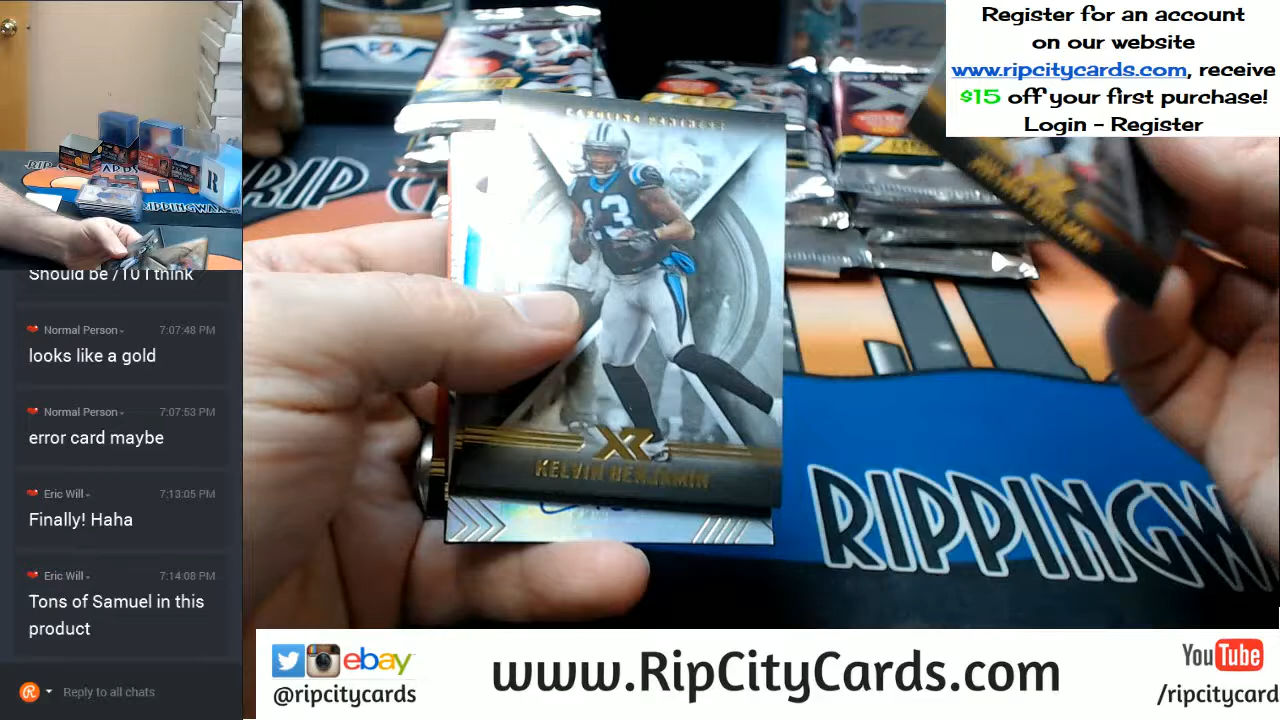 Register for an account
on our website
www.ripcitycards.com, receive
$15 off your first purchase!
Login - Register
Should be /10 I think
Normal Person
7:07:48 PM
looks like a gold
Normal Person
7:07:53 PM
error card maybe
Eric Will
7:13:05 PM
Finally! Haha
Eric Will
7:14:08 PM
Tons of Samuel in this
product
Reply to all chats
RIP
CAROLINA PANTHERS
13
XR
KELVIN BENJAMIN
RIPPINGW
@ripcitycards
ebay
www.RipCityCards.com
YouTube
/ripcitycard